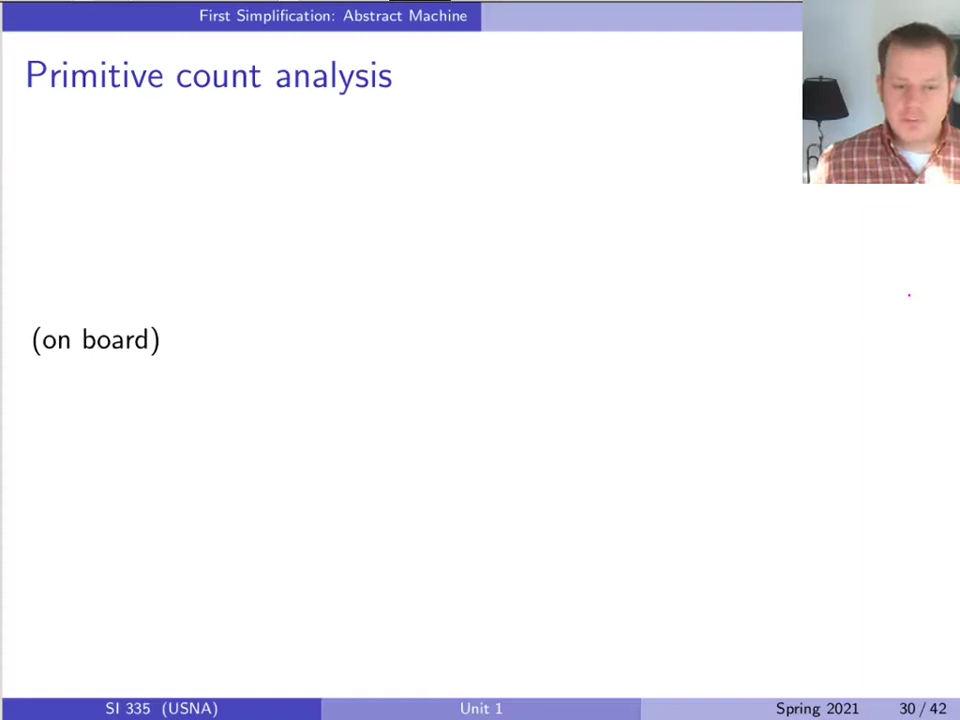 First Simplification: Abstract Machine
Primitive count analysis
(on board)
SI 335 (USNA)
Unit 1
Spring 2021
30 / 42